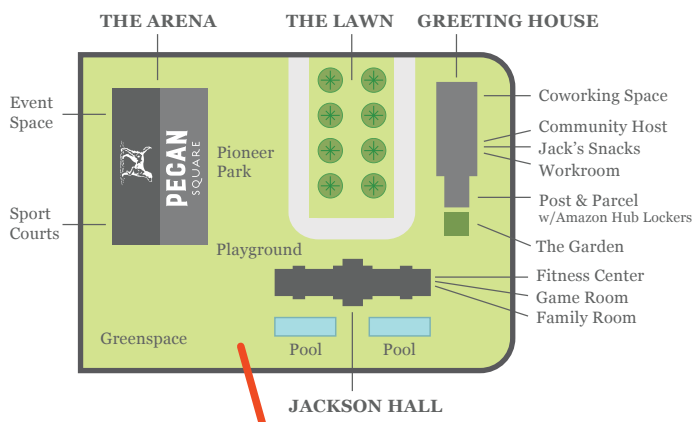 THE ARENA
THE LAWN
GREETING HOUSE
Event
Space
Sport
Courts
PECAN
SQUARE
Pioneer
Park
Playground
Greenspace
Coworking Space
Community Host
Jack's Snacks
Workroom
Post & Parcel
w/Amazon Hub Lockers
The Garden
Fitness Center
Game Room
Family Room
Pool
Pool
JACKSON HALL